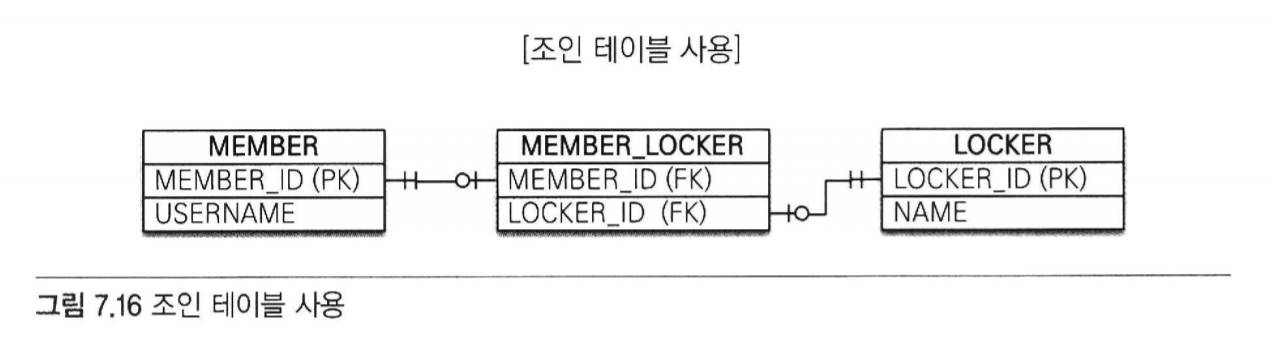 [조인 테이블 사용]
MEMBER
MEMBER_ID (PK)
USERNAME
MEMBER_LOCKER
MEMBER_ID (FK)
LOCKER_ID (FK)
LOCKER
LOCKER_ID (PK)
NAME
그림 7.16 조인 테이블 사용